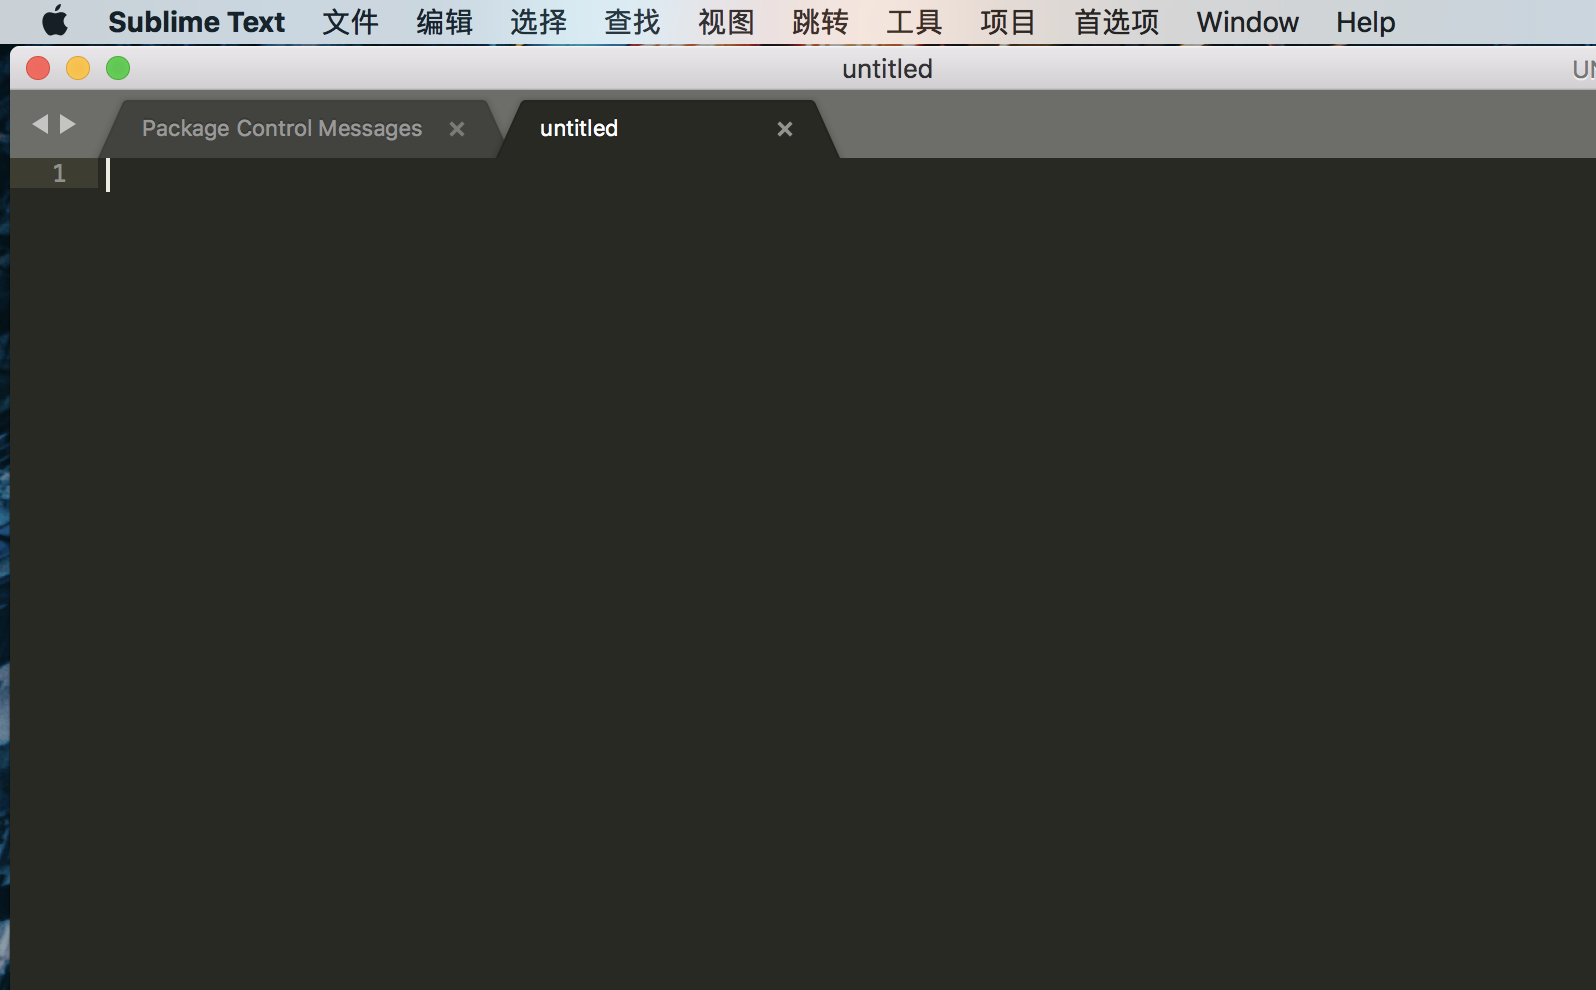 Sublime Text 文件 编辑 选择 查找 视图 跳转 工具 项目 首选项 Window Help
untitled
Package Control Messages untitled
1